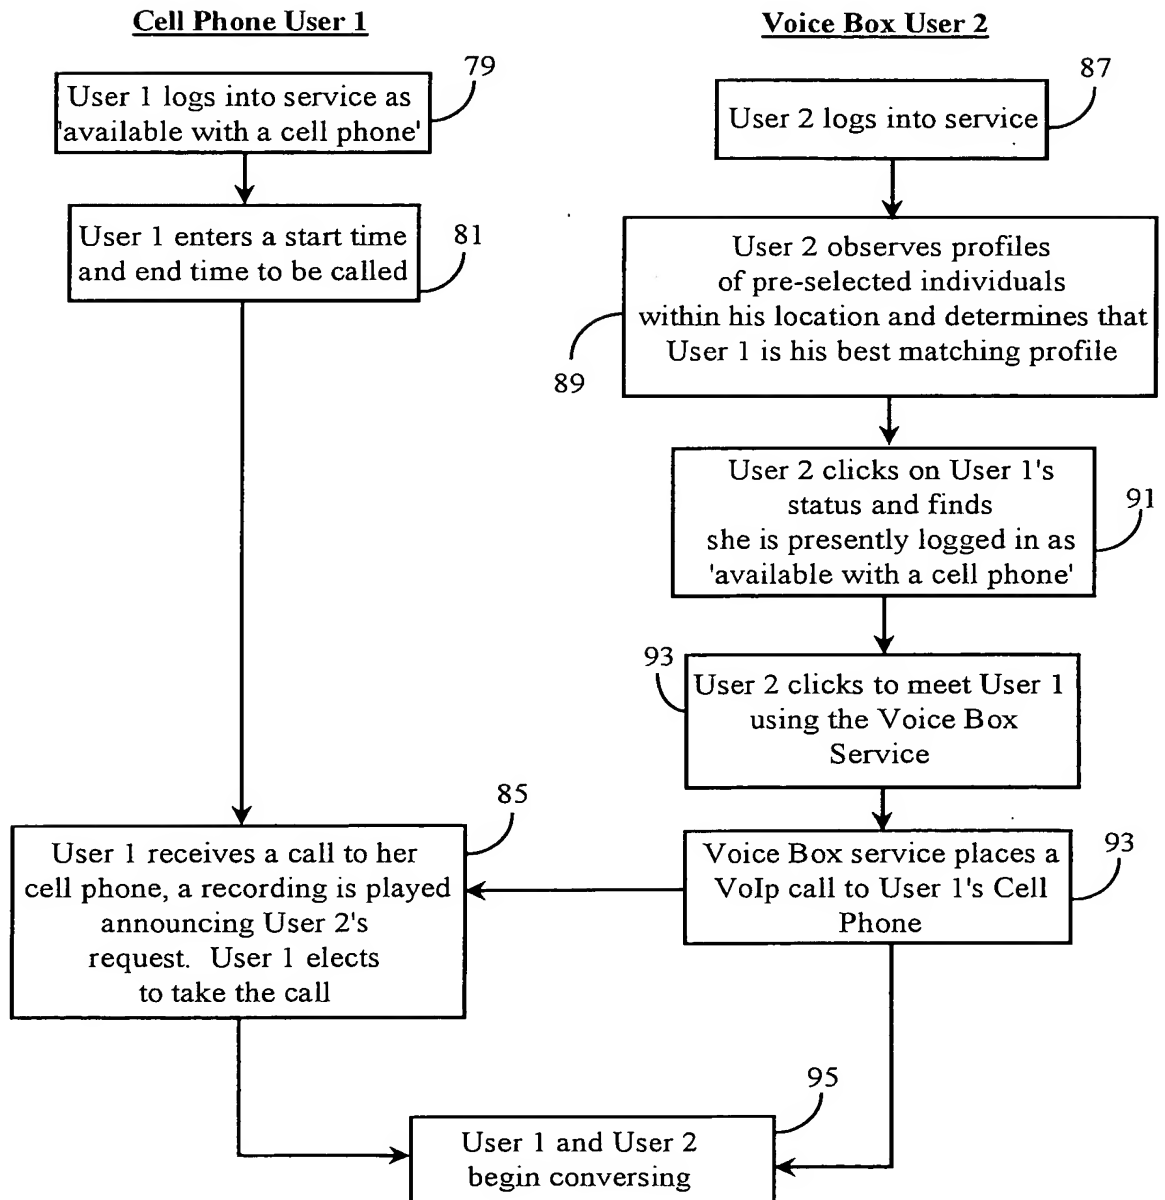 Cell Phone User 1
79
User 1 logs into service as
'available with a cell phone'
User 1 enters a start time
and end time to be called
81
Voice Box User 2
87
User 2 logs into service
User 2 observes profiles
of pre-selected individuals
within his location and determines that
User 1 is his best matching profile
89
User 2 clicks on User 1's
status and finds
she is presently logged in as
'available with a cell phone'
91
93
User 2 clicks to meet User 1
using the Voice Box
Service
85
User 1 receives a call to her
cell phone, a recording is played
announcing User 2's
request. User 1 elects
to take the call
Voice Box service places a
VoIp call to User 1's Cell
Phone
93
95
User 1 and User 2
begin conversing